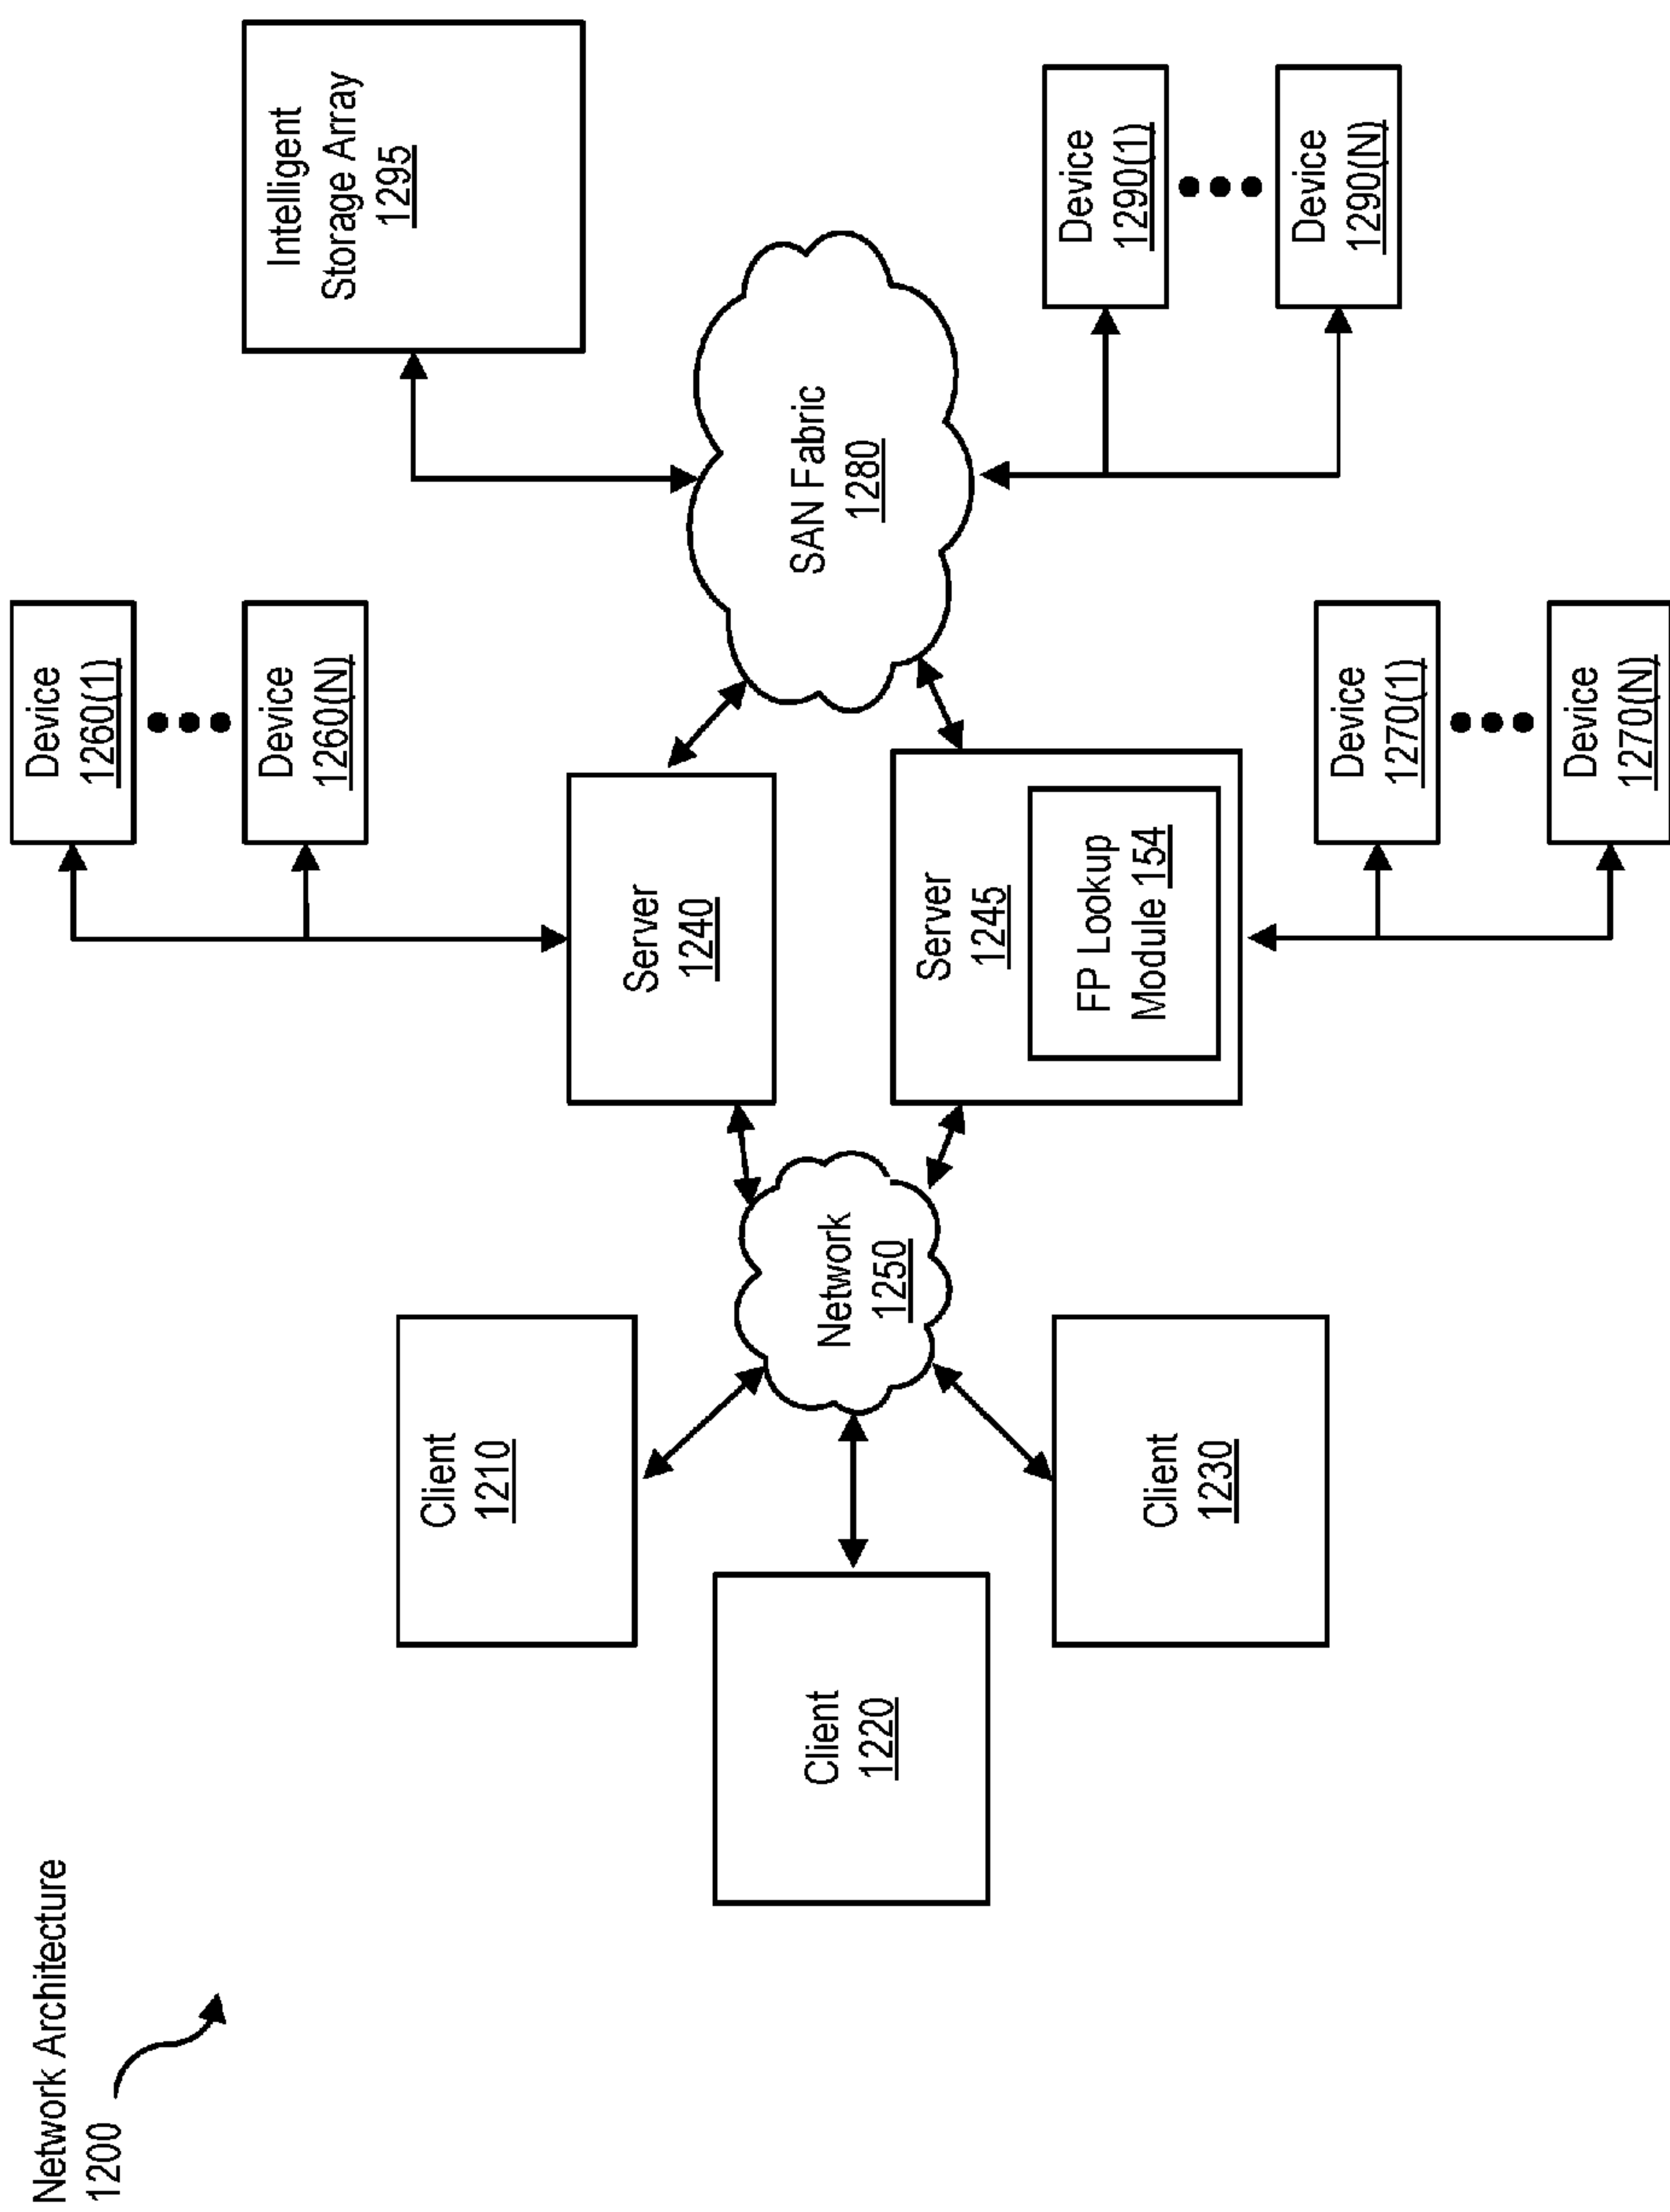 Network Architecture
1200
Client
1210
Client
1220
Client
1230
Network
1250
Device
1260(1)
Device
1260(N)
Server
1240
Server
1245
FP Lookup
Module 154
Device
1270(1)
Device
1270(N)
SAN Fabric
1280
Intelligent
Storage Array
1295
Device
1290(1)
Device
1290(N)